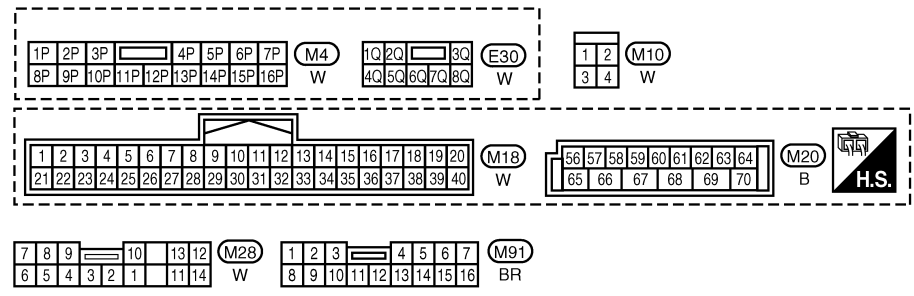 1P 2P 3P 4P 5P 6P 7P
8P 9P 10P 11P 12P 13P 14P 15P 16P
M4
W
1Q 2Q 3Q
4Q 5Q 6Q 7Q 8Q
E30
W
1 2
3 4
M10
W
1 2 3 4 5 6 7 8 9 10 11 12 13 14 15 16 17 18 19 20
21 22 23 24 25 26 27 28 29 30 31 32 33 34 35 36 37 38 39 40
M18
W
56 57 58 59 60 61 62 63 64
65 66 67 68 69 70
M20
B
H.S.
7 8 9 10 13 12
6 5 4 3 2 1 11 14
M28
W
1 2 3 4 5 6 7
8 9 10 11 12 13 14 15 16
M91
BR